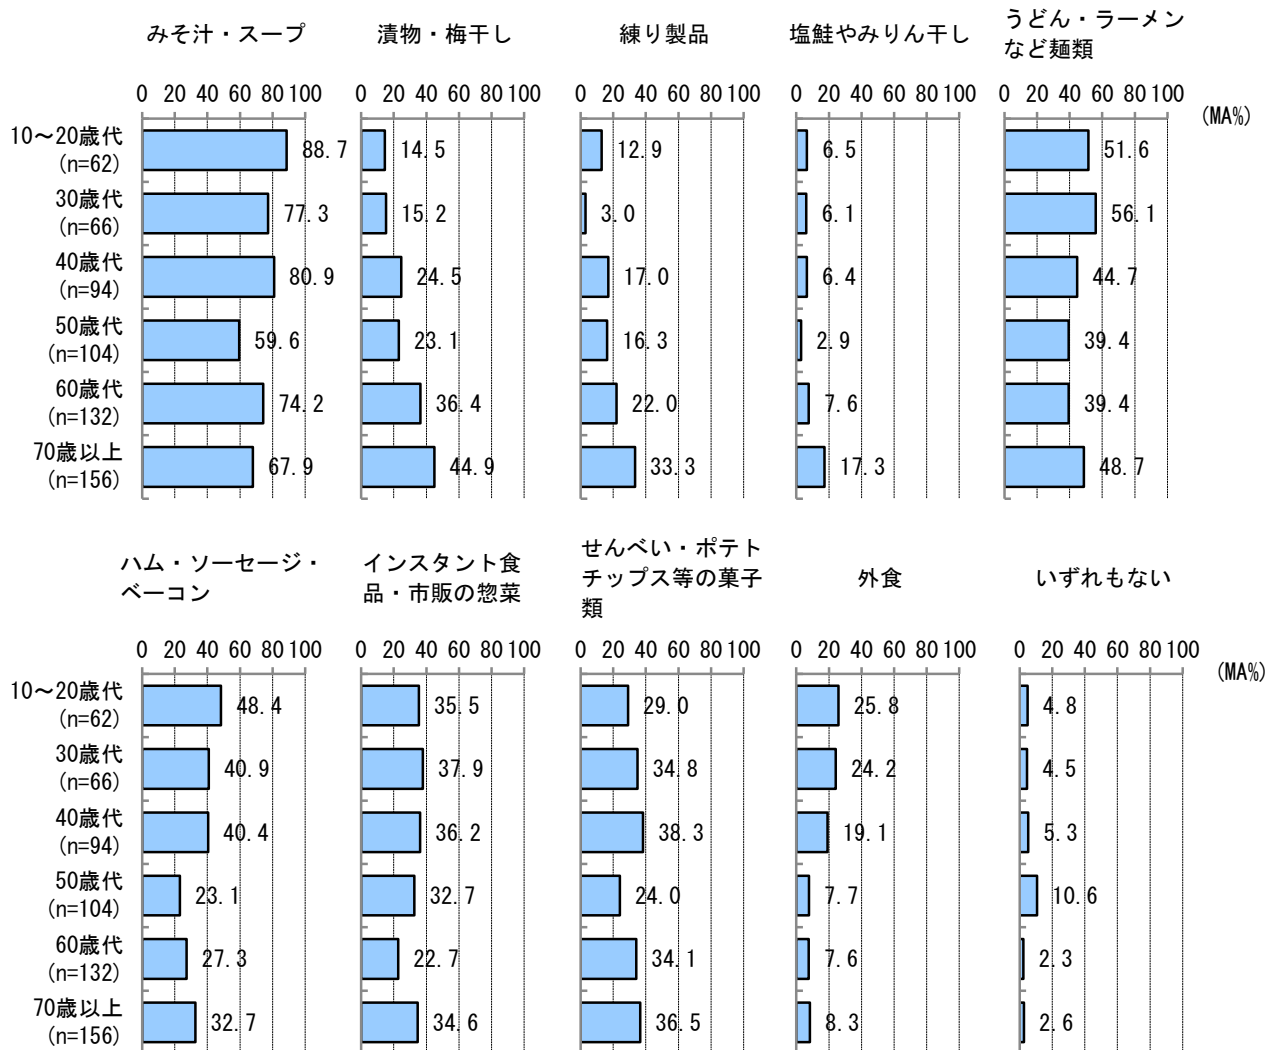 みそ汁・スープ 漬物・梅干し 練り製品 塩鮭やみりん干し うどん・ラーメン
など麺類
0 20 40 60 80 100 0 20 40 60 80 100 0 20 40 60 80 100 0 20 40 60 80 100 0 20 40 60 80 100
(MA%)
10～20歳代 88.7 14.5 12.9 6.5 51.6
(n=62)
30歳代 77.3 15.2 3.0 6.1 56.1
(n=66)
40歳代 80.9 24.5 17.0 6.4 44.7
(n=94)
50歳代 59.6 23.1 16.3 2.9 39.4
(n=104)
60歳代 74.2 36.4 22.0 7.6 39.4
(n=132)
70歳以上 67.9 44.9 33.3 17.3 48.7
(n=156)
ハム・ソーセージ・
ベーコン
インスタント食
品・市販の惣菜
せんべい・ポテト
チップス等の菓子
類
外食
いずれもない
0 20 40 60 80 100 0 20 40 60 80 100 0 20 40 60 80 100 0 20 40 60 80 100 0 20 40 60 80 100
(MA%)
10～20歳代 48.4 35.5 29.0 25.8 4.8
(n=62)
30歳代 40.9 37.9 34.8 24.2 4.5
(n=66)
40歳代 40.4 36.2 38.3 19.1 5.3
(n=94)
50歳代 23.1 32.7 24.0 7.7 10.6
(n=104)
60歳代 27.3 22.7 34.1 7.6 2.3
(n=132)
70歳以上 32.7 34.6 36.5 8.3 2.6
(n=156)